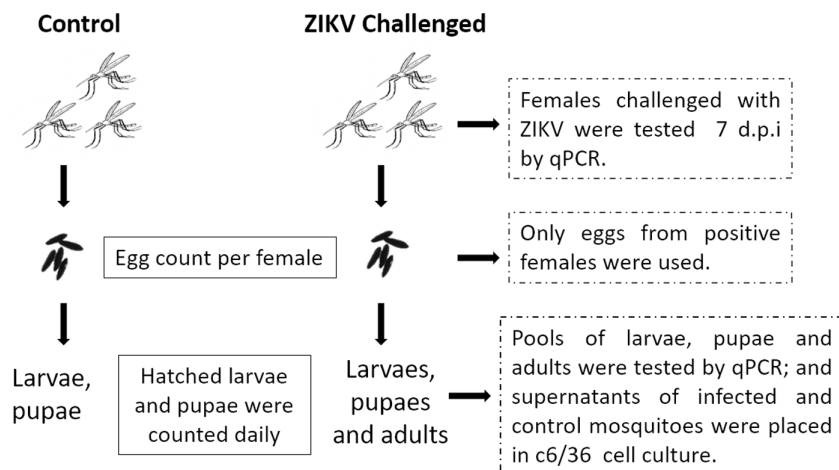 Control
ZIKV Challenged
Females challenged with
ZIKV were tested 7 d.p.i
by qPCR.
Egg count per female
Only eggs from positive
females were used.
Larvae,
pupae
Hatched larvae
and pupae were
counted daily
Larvaes,
pupaes
and adults
Pools of larvae, pupae and
adults were tested by qPCR; and
supernatants of infected and
control mosquitoes were placed
in c6/36 cell culture.